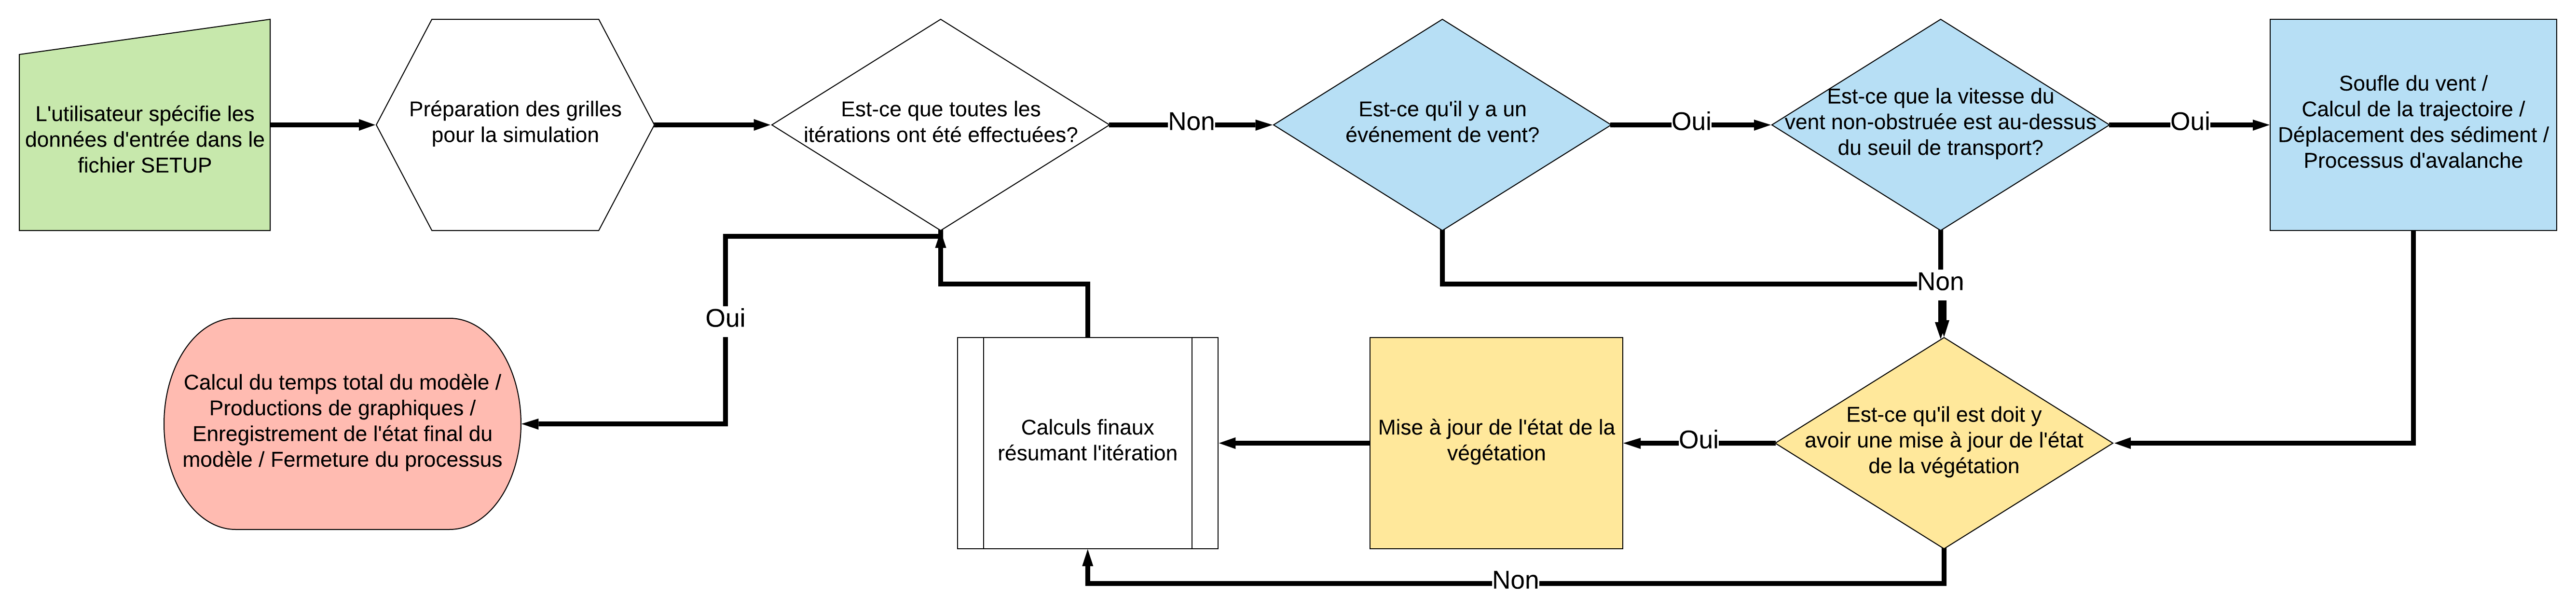 L'utilisateur spécifie les
données d'entrée dans le
fichier SETUP
Préparation des grilles
pour la simulation
Est-ce que toutes les
itérations ont été effectuées?
Non
Est-ce qu'il y a un
événement de vent?
Oui
Est-ce que la vitesse du
vent non-obstruée est au-dessus
du seuil de transport?
Oui
Soufle du vent /
Calcul de la trajectoire /
Déplacement des sédiment /
Processus d'avalanche
Non
Oui
Calcul du temps total du modèle /
Productions de graphiques /
Enregistrement de l'état final du
modèle / Fermeture du processus
Calculs finaux
résumant l'itération
Mise à jour de l'état de la
végétation
Oui
Est-ce qu'il est doit y
avoir une mise à jour de l'état
de la végétation
Non